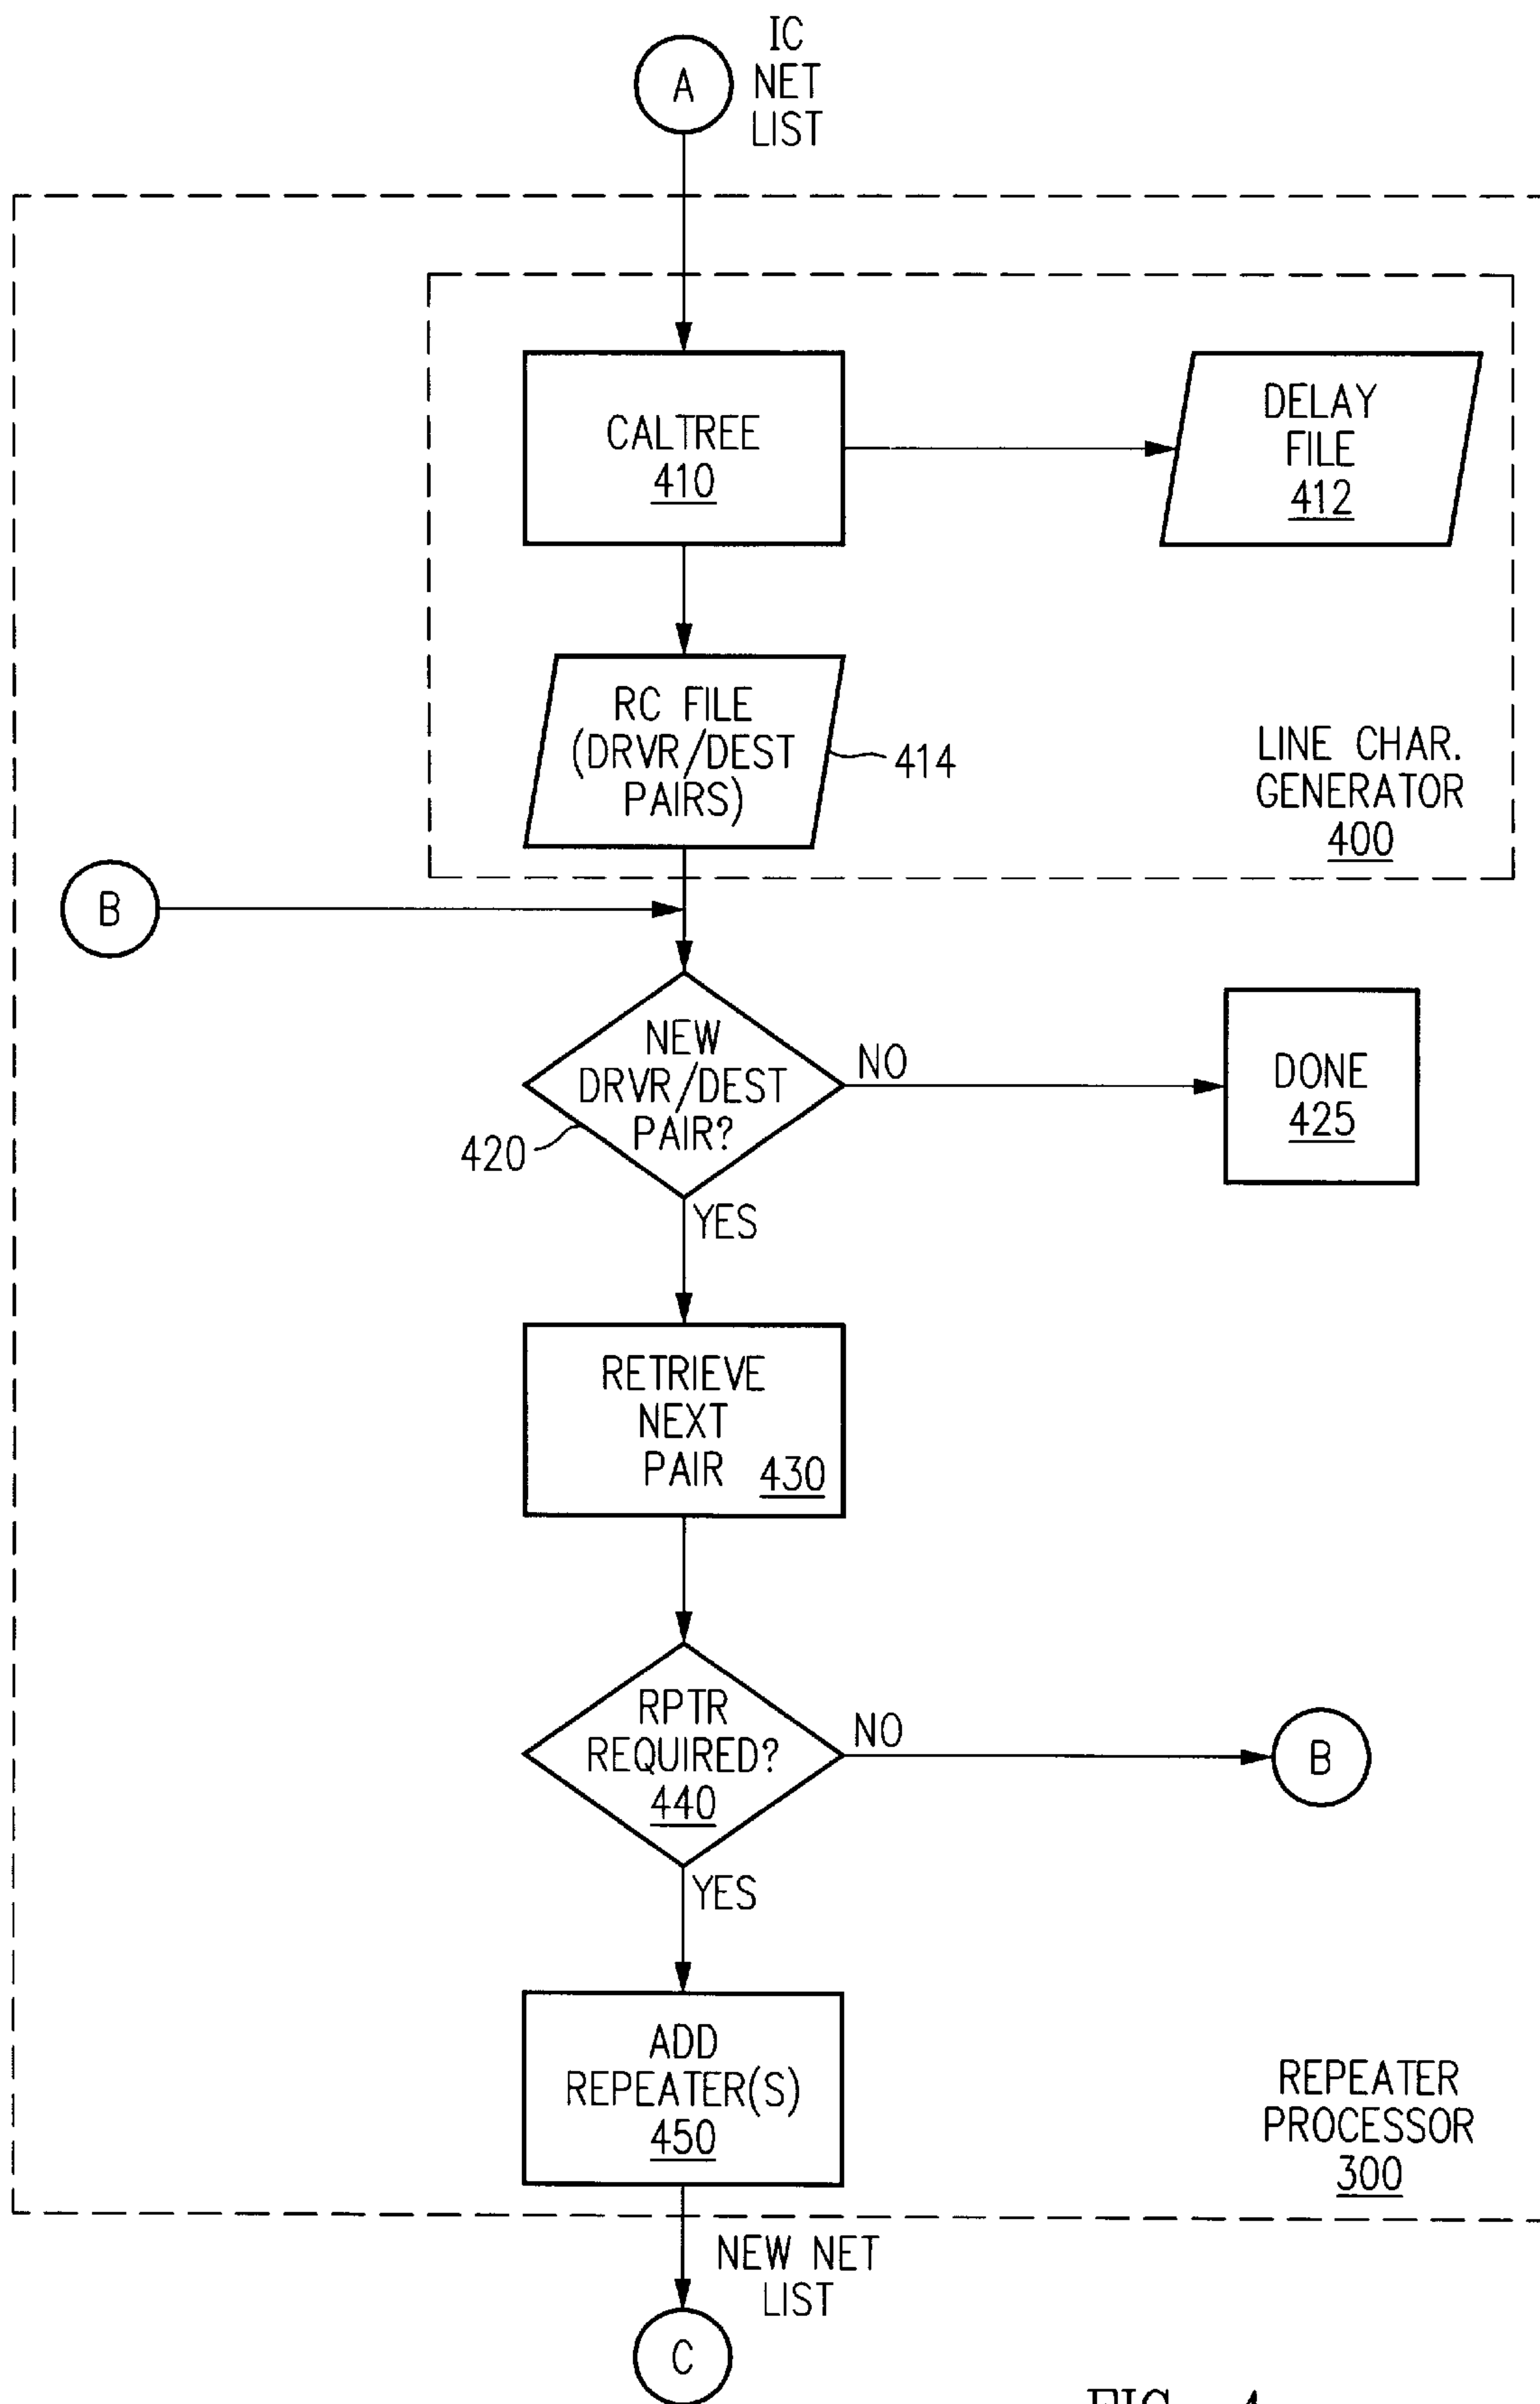 IC
NET
LIST
A
CALTREE
410
DELAY
FILE
412
RC FILE
(DRVR/DEST
PAIRS)
414
LINE CHAR.
GENERATOR
400
B
NEW
DRVR/DEST
PAIR?
420
NO
DONE
425
YES
RETRIEVE
NEXT
PAIR 430
RPTR
REQUIRED?
440
NO
B
YES
ADD
REPEATER(S)
450
REPEATER
PROCESSOR
300
NEW NET
LIST
C